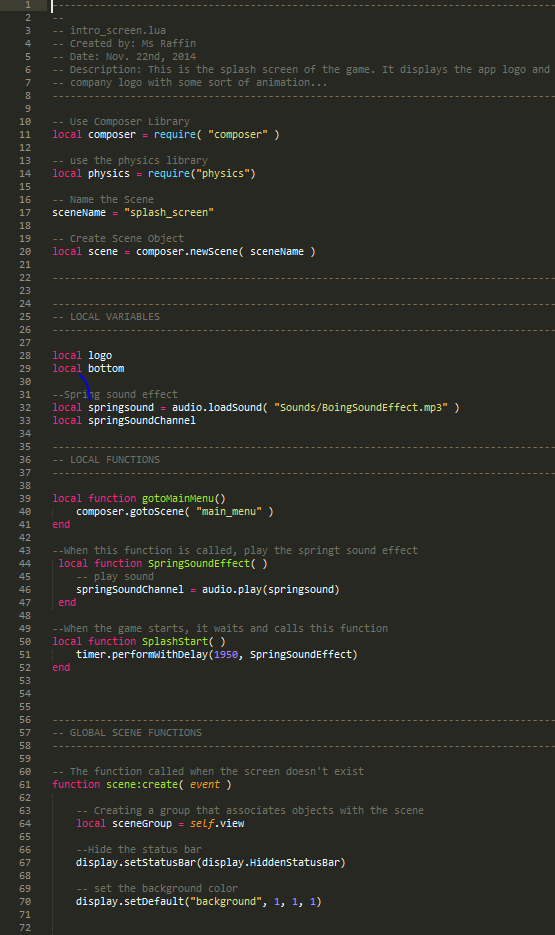 1 --------------------------------------------------------------------------------
2 --
3 -- intro_screen.lua
4 -- Created by: Ms Raffin
5 -- Date: Nov. 22nd, 2014
6 -- Description: This is the splash screen of the game. It displays the app logo and
7 -- company logo with some sort of animation...
8 --------------------------------------------------------------------------------
9
10 -- Use Composer Library
11 local composer = require( "composer" )
12
13 -- use the physics library
14 local physics = require("physics")
15
16 -- Name the Scene
17 sceneName = "splash_screen"
18
19 -- Create Scene Object
20 local scene = composer.newScene( sceneName )
21
22 --------------------------------------------------------------------------------
23
24 --------------------------------------------------------------------------------
25 -- LOCAL VARIABLES
26 --------------------------------------------------------------------------------
27
28 local logo
29 local bottom
30
31 --Spring sound effect
32 local springsound = audio.loadSound( "Sounds/BoingSoundEffect.mp3" )
33 local springSoundChannel
34
35 --------------------------------------------------------------------------------
36 -- LOCAL FUNCTIONS
37 --------------------------------------------------------------------------------
38
39 local function gotoMainMenu()
40     composer.gotoScene( "main_menu" )
41 end
42
43 --When this function is called, play the springt sound effect
44  local function SpringSoundEffect( )
45     -- play sound
46     springSoundChannel = audio.play(springsound)
47  end
48
49 --When the game starts, it waits and calls this function
50 local function SplashStart( )
51     timer.performWithDelay(1950, SpringSoundEffect)
52 end
53
54
55
56 --------------------------------------------------------------------------------
57 -- GLOBAL SCENE FUNCTIONS
58 --------------------------------------------------------------------------------
59
60 -- The function called when the screen doesn't exist
61 function scene:create( event )
62
63     -- Creating a group that associates objects with the scene
64     local sceneGroup = self.view
65
66     --Hide the status bar
67     display.setStatusBar(display.HiddenStatusBar)
68
69     -- set the background color
70     display.setDefault("background", 1, 1, 1)
71
72